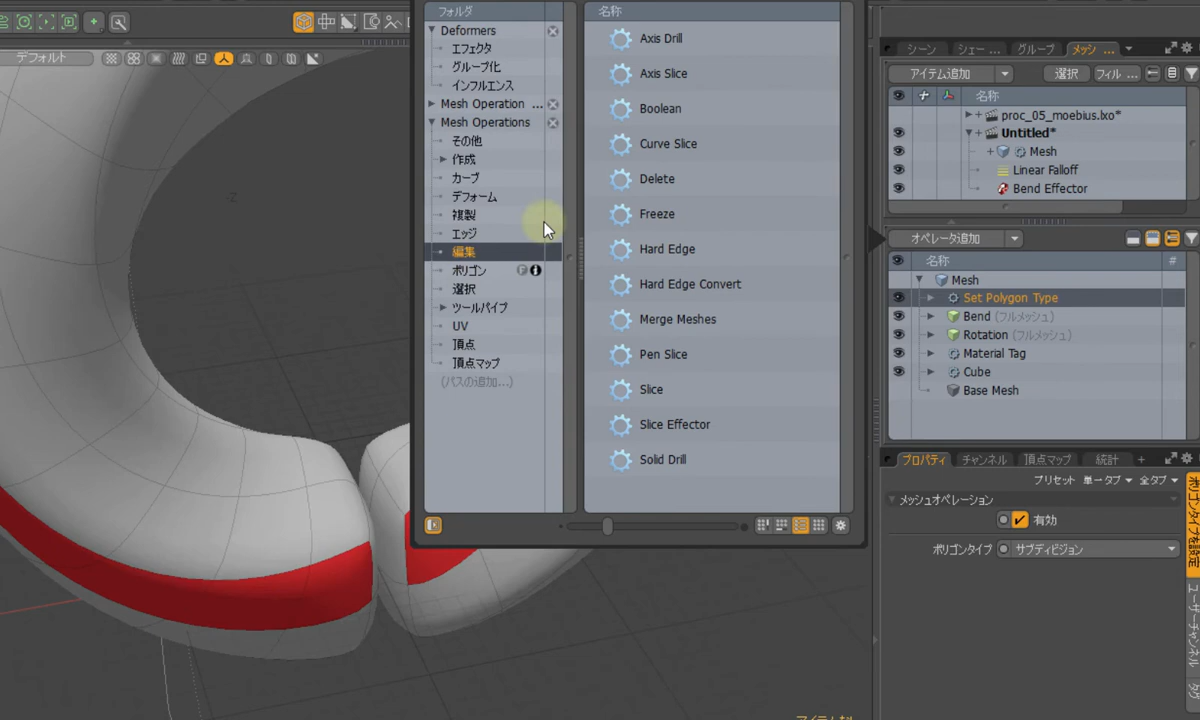 デフォルト
フォルダ
Deformers
エフェクタ
グループ化
インフルエンス
Mesh Operation ...
Mesh Operations
その他
作成
カーブ
デフォーム
複製
エッジ
編集
ポリゴン
選択
ツールパイプ
UV
頂点
頂点マップ
(パスの追加...)
名称
Axis Drill
Axis Slice
Boolean
Curve Slice
Delete
Freeze
Hard Edge
Hard Edge Convert
Merge Meshes
Pen Slice
Slice
Slice Effector
Solid Drill
シーン
シェー ...
グループ
メッシ ...
アイテム追加
選択
フィル ...
名称
proc_05_moebius.lxo*
Untitled*
Mesh
Linear Falloff
Bend Effector
オペレータ追加
名称
#
Mesh
Set Polygon Type
Bend (フルメッシュ)
Rotation (フルメッシュ)
Material Tag
Cube
Base Mesh
プロパティ
チャンネル
頂点マップ
統計
+
プリセット 単一タブ 全タブ
メッシュオペレーション
有効
ポリゴンタイプ
サブディビジョン
ポリゴンタイプを設定
ユーザーチャンネル
タグ
-Z